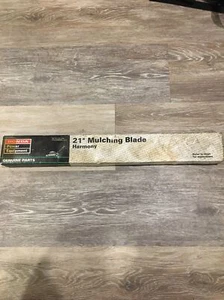 Power
Equipment
GENUINE PARTS
21" Mulching Blade
Harmony